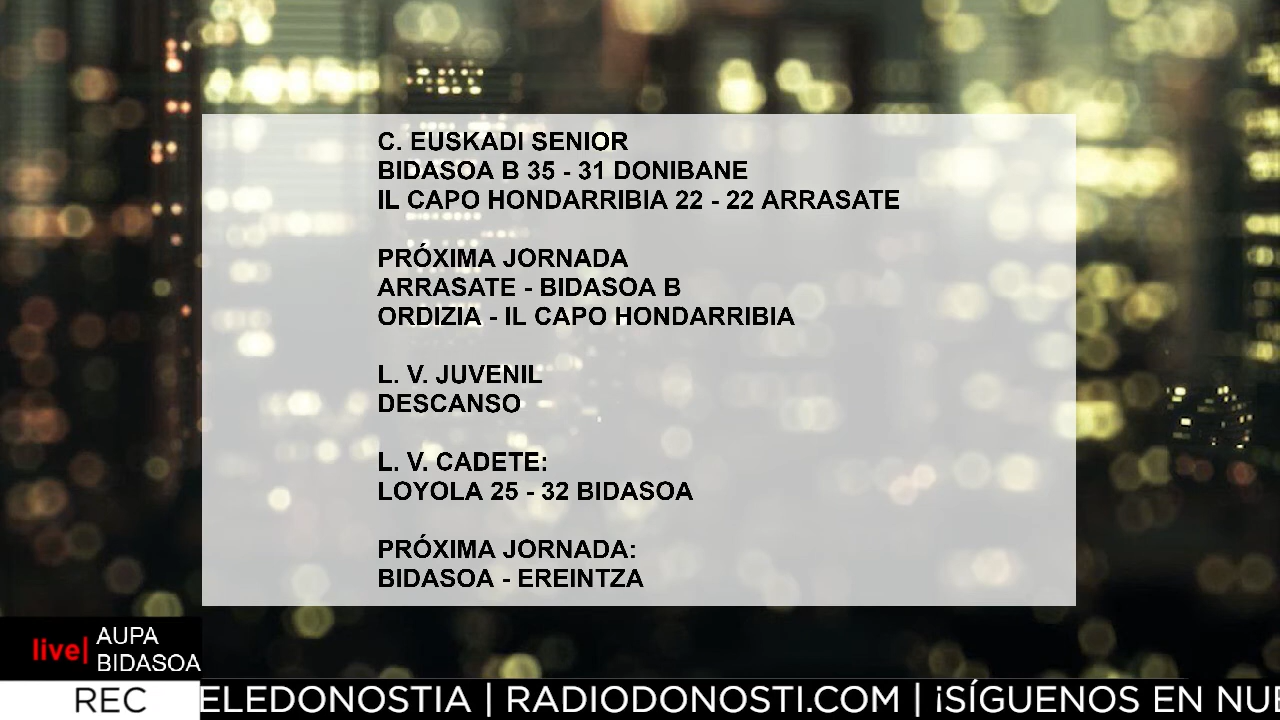 C. EUSKADI SENIOR
BIDASOA B 35 - 31 DONIBANE
IL CAPO HONDARRIBIA 22 - 22 ARRASATE
PRÓXIMA JORNADA
ARRASATE - BIDASOA B
ORDIZIA - IL CAPO HONDARRIBIA
L. V. JUVENIL
DESCANSO
L. V. CADETE:
LOYOLA 25 - 32 BIDASOA
PRÓXIMA JORNADA:
BIDASOA - EREINTZA
live| AUPA
BIDASOA
REC
ELEDONOSTIA | RADIODONOSTI.COM | ¡SÍGUENOS EN NUE